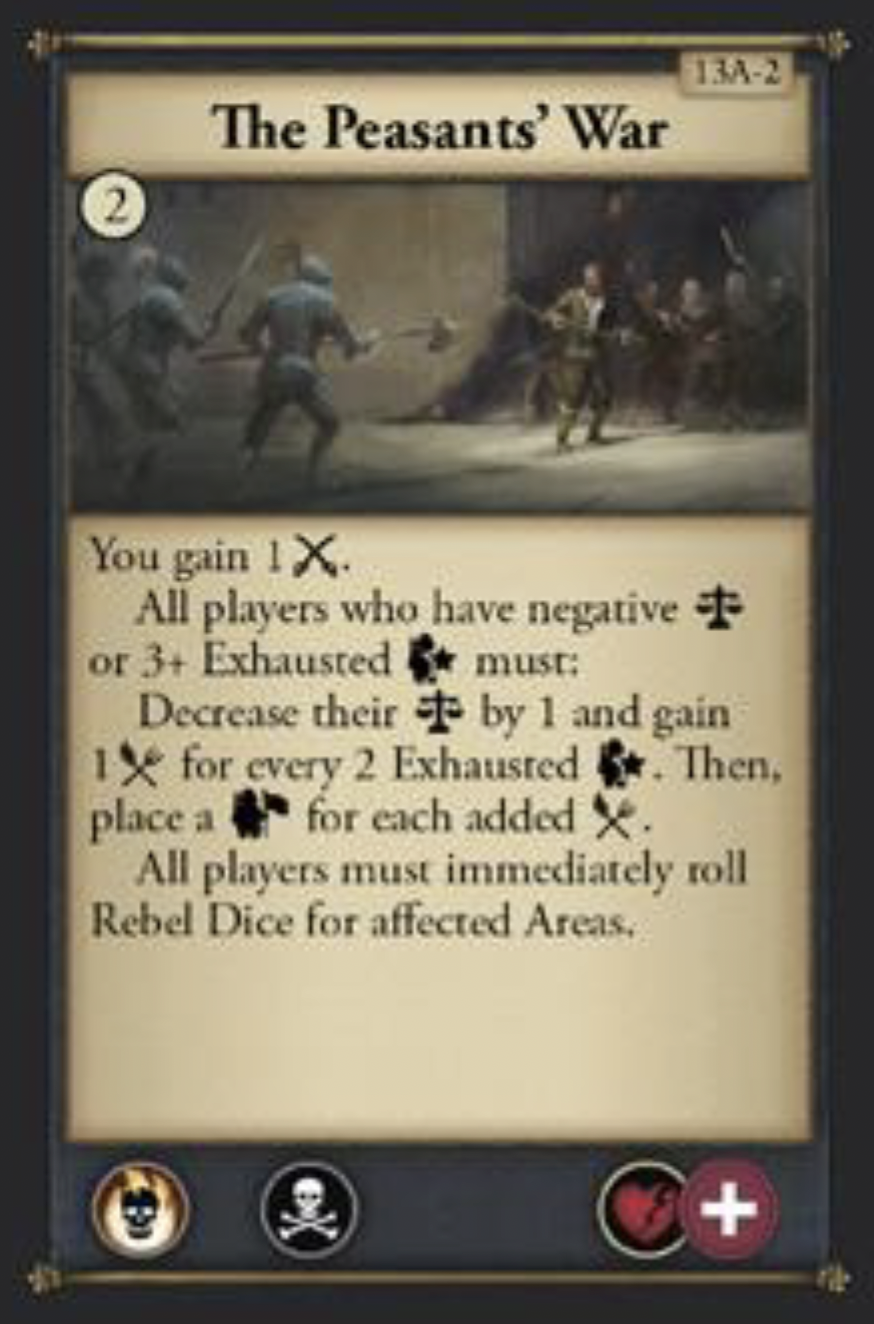 13A-2
The Peasants' War
2
You gain 1 .
All players who have negative
or 3+ Exhausted must:
Decrease their by 1 and gain
1 for every 2 Exhausted . Then,
place a for each added .
All players must immediately roll
Rebel Dice for affected Areas.